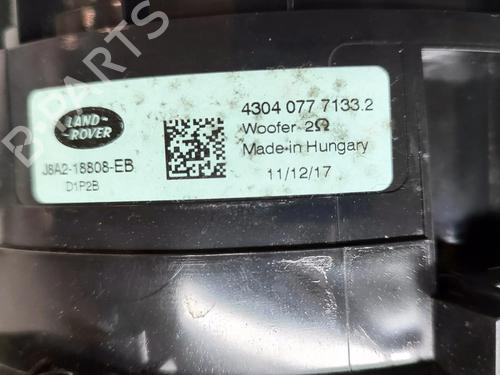 LAND-
ROVER
J8A2-18808-EB
D1P2B
4304 077 7133.2
Woofer 2Ω
Made in Hungary
11/12/17
B-PARTS